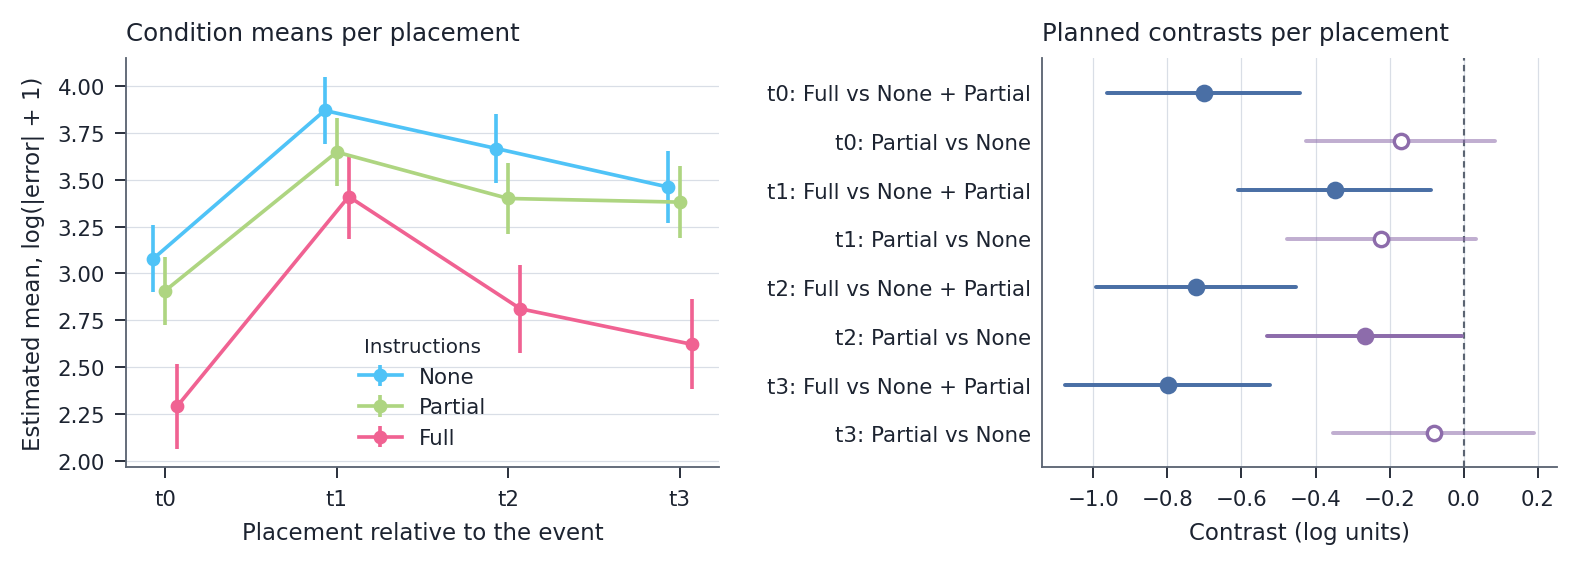 Condition means per placement
Estimated mean, log(|error| + 1)
4.00
3.75
3.50
3.25
3.00
2.75
2.50
2.25
2.00
Instructions
None
Partial
Full
t0
t1
t2
t3
Placement relative to the event
Planned contrasts per placement
t0: Full vs None + Partial
t0: Partial vs None
t1: Full vs None + Partial
t1: Partial vs None
t2: Full vs None + Partial
t2: Partial vs None
t3: Full vs None + Partial
t3: Partial vs None
−1.0
−0.8
−0.6
−0.4
−0.2
0.0
0.2
Contrast (log units)